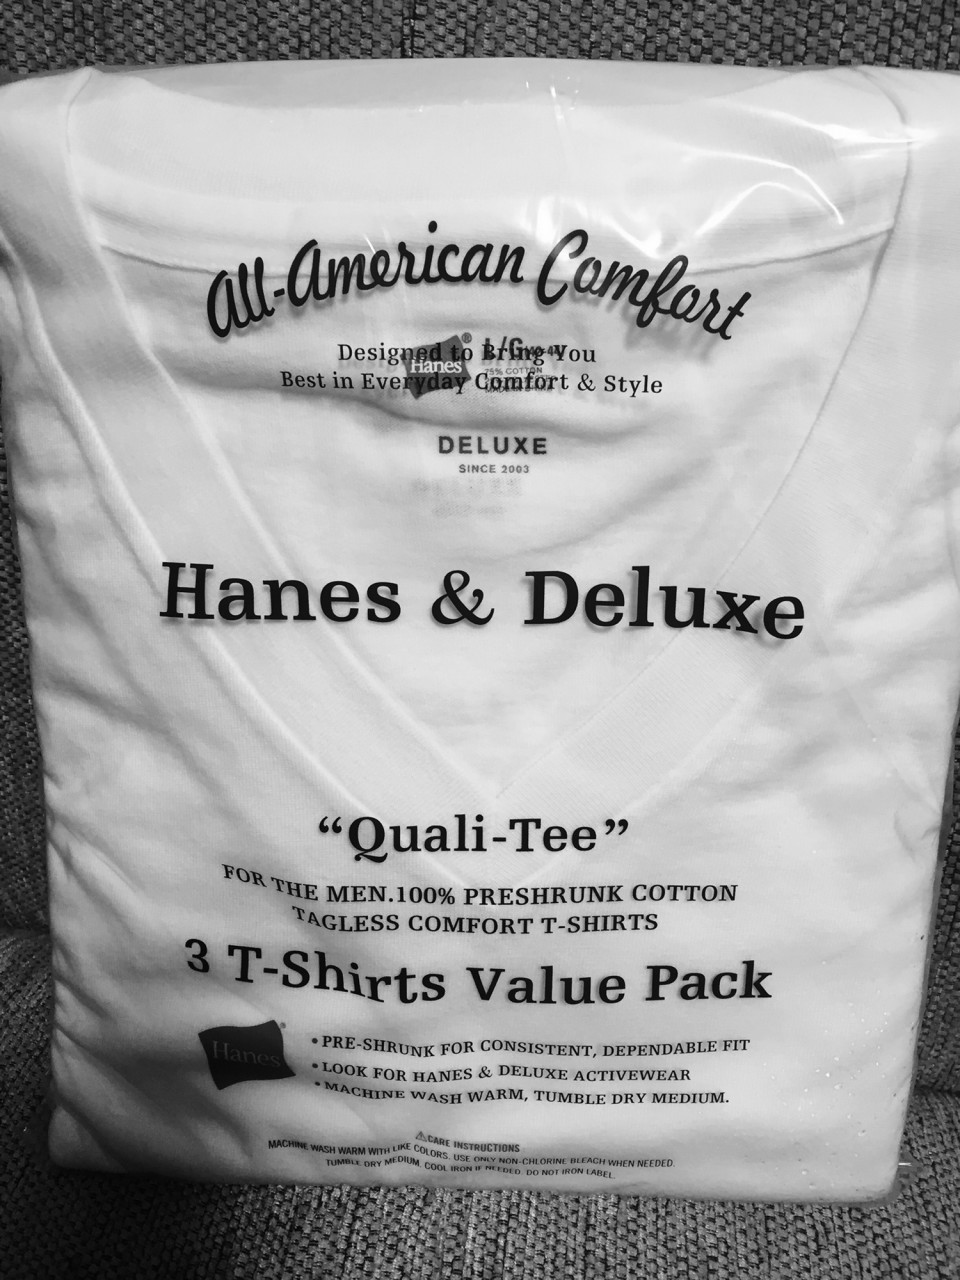 All-American Comfort
Designed to Bring You
Best in Everyday Comfort & Style
Hanes®
L/G
75% COTTON
DELUXE
SINCE 2003
Hanes & Deluxe
“Quali-Tee”
FOR THE MEN.100% PRESHRUNK COTTON
TAGLESS COMFORT T-SHIRTS
3 T-Shirts Value Pack
Hanes®
•PRE-SHRUNK FOR CONSISTENT, DEPENDABLE FIT
•LOOK FOR HANES & DELUXE ACTIVEWEAR
•MACHINE WASH WARM, TUMBLE DRY MEDIUM.
⚠CARE INSTRUCTIONS
MACHINE WASH WARM WITH LIKE COLORS. USE ONLY NON-CHLORINE BLEACH WHEN NEEDED.
TUMBLE DRY MEDIUM. COOL IRON IF NEEDED. DO NOT IRON LABEL.